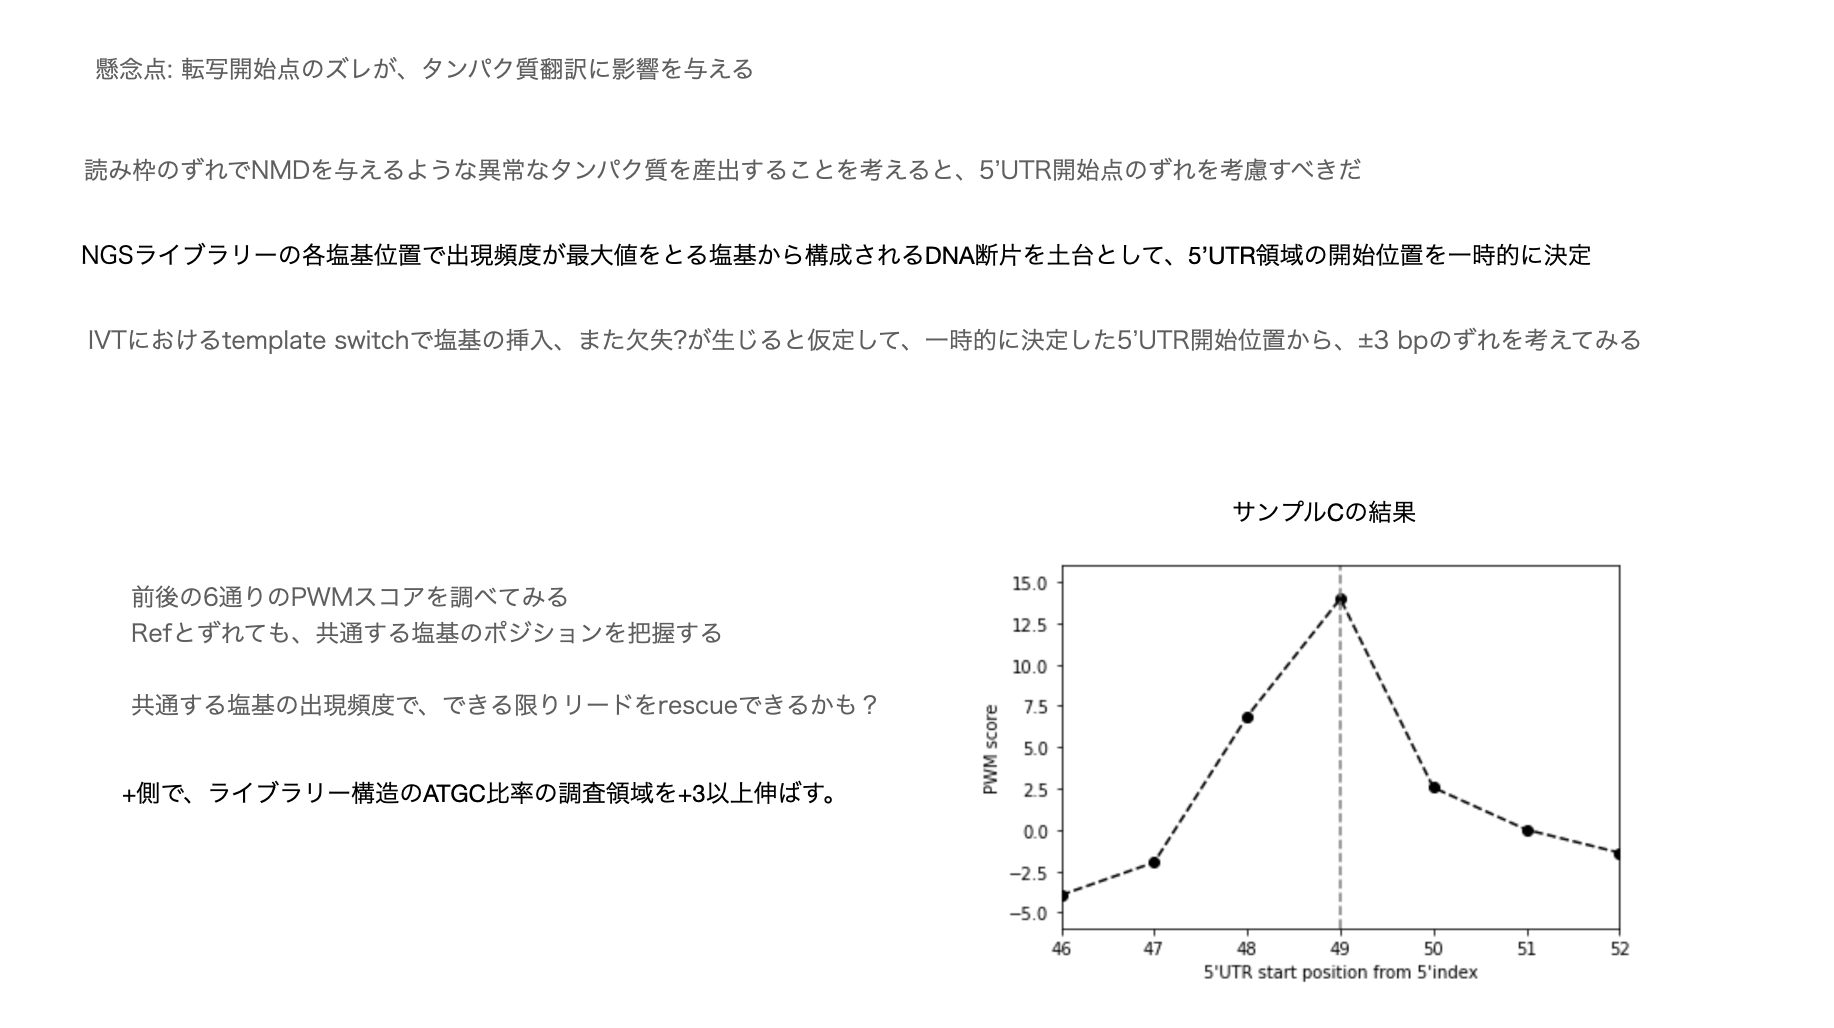 懸念点: 転写開始点のズレが、タンパク質翻訳に影響を与える
読み枠のずれでNMDを与えるような異常なタンパク質を産出することを考えると、5’UTR開始点のずれを考慮すべきだ
NGSライブラリーの各塩基位置で出現頻度が最大値をとる塩基から構成されるDNA断片を土台として、5’UTR領域の開始位置を一時的に決定
IVTにおけるtemplate switchで塩基の挿入、また欠失?が生じると仮定して、一時的に決定した5’UTR開始位置から、±3 bpのずれを考えてみる
前後の6通りのPWMスコアを調べてみる
Refとずれても、共通する塩基のポジションを把握する
共通する塩基の出現頻度で、できる限りリードをrescueできるかも？
+側で、ライブラリー構造のATGC比率の調査領域を+3以上伸ばす。
サンプルCの結果
PWM score
15.0
12.5
10.0
7.5
5.0
2.5
0.0
−2.5
−5.0
46 47 48 49 50 51 52
5'UTR start position from 5'index